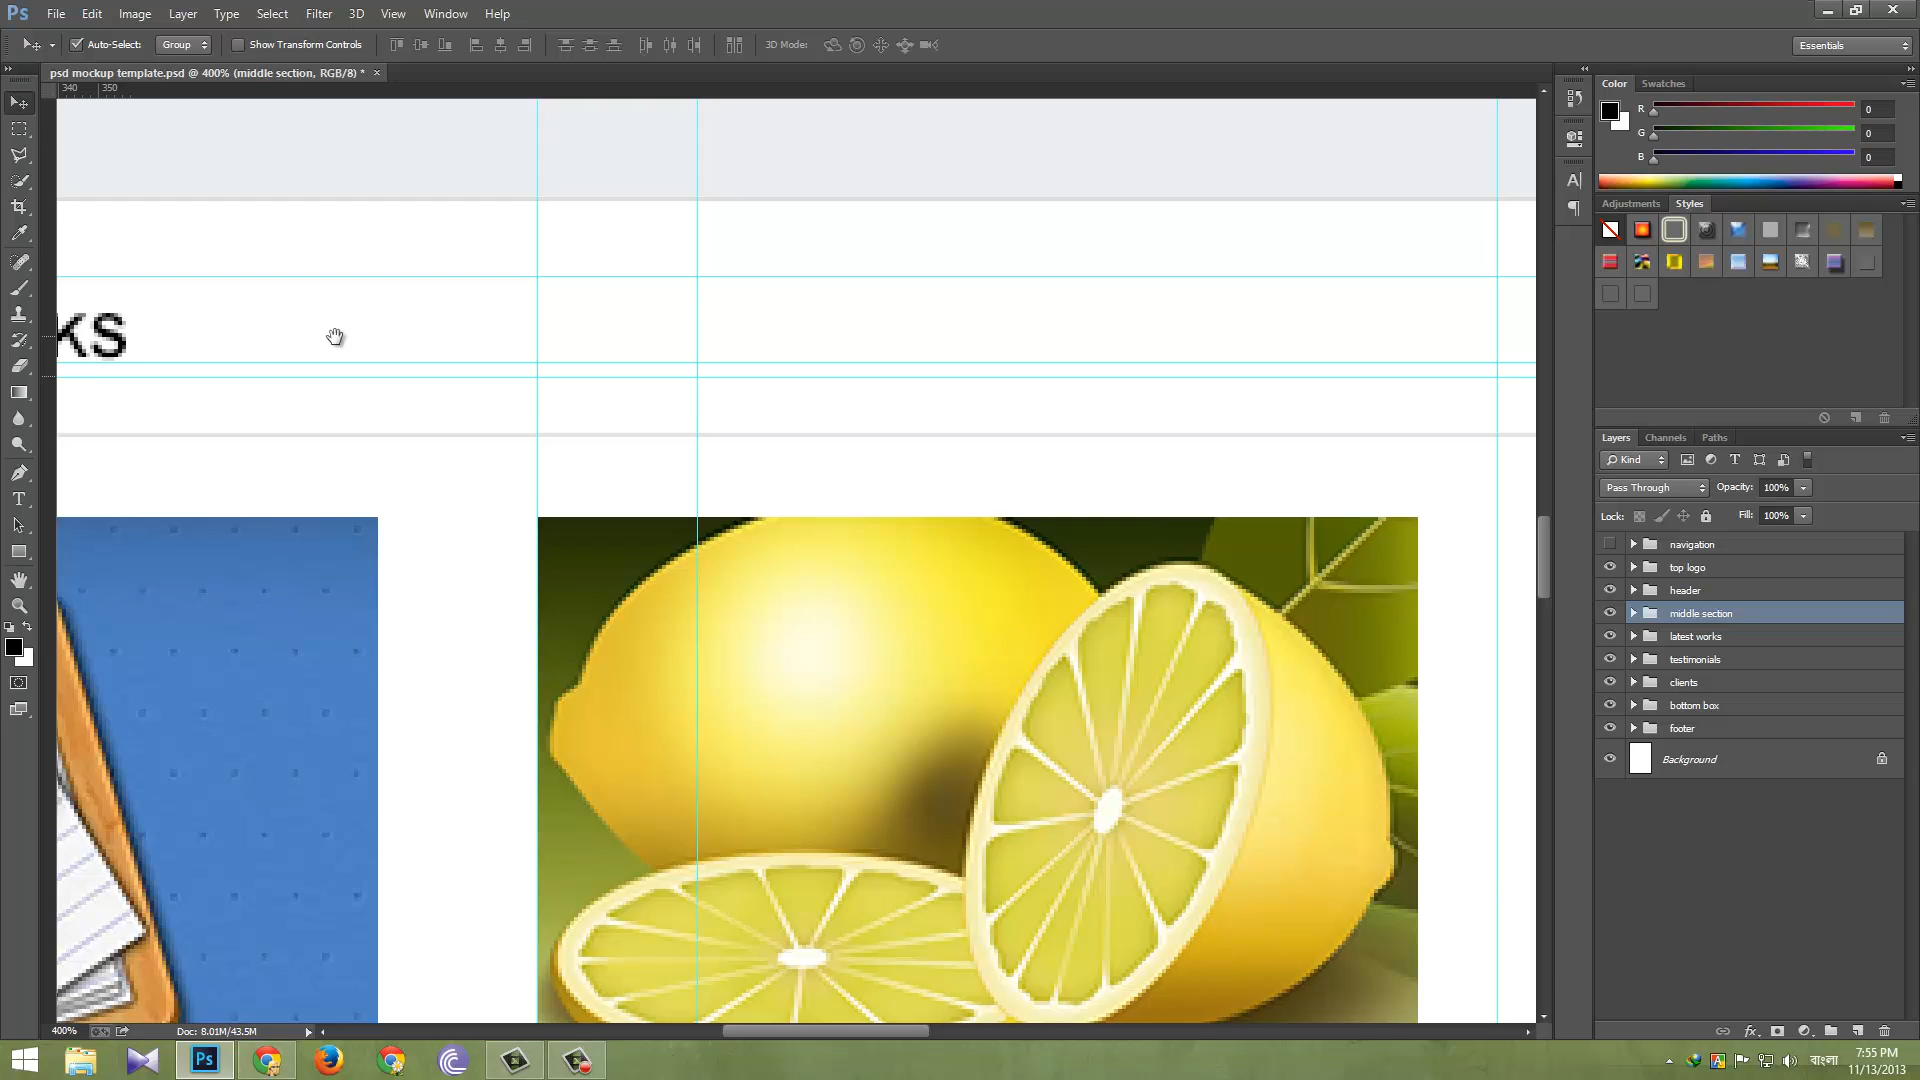 Ps File Edit Image Layer Type Select Filter 3D View Window Help
Auto-Select: Group Show Transform Controls 3D Mode: Essentials
psd mockup template.psd @ 400% (middle section, RGB/8) * ×
340 350
Color Swatches
R 0
G 0
B 0
A
Adjustments Styles
KS
Layers Channels Paths
Kind T
Pass Through Opacity: 100%
Lock: Fill: 100%
navigation
top logo
header
middle section
latest works
testimonials
clients
bottom box
footer
Background
T
400% Doc: 8.01M/43.5M
fx
Ps A বাংলা 7:55 PM
11/13/2013